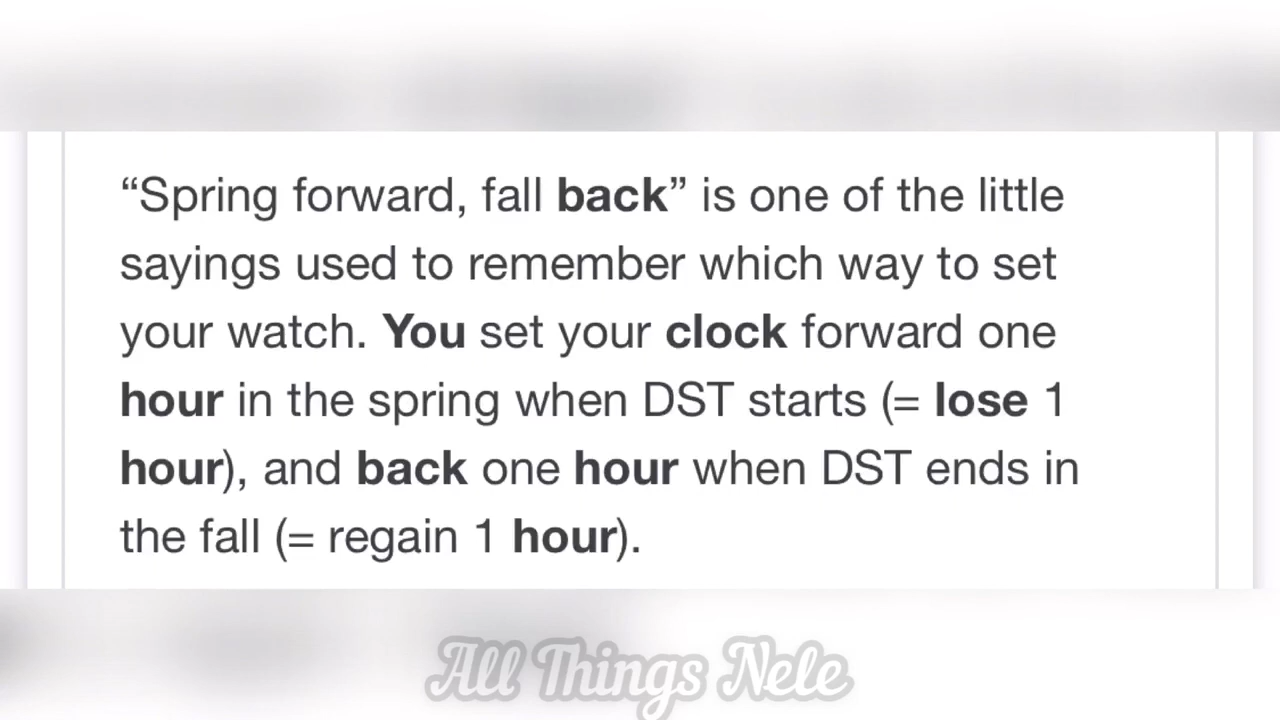 “Spring forward, fall back” is one of the little
sayings used to remember which way to set
your watch. You set your clock forward one
hour in the spring when DST starts (= lose 1
hour), and back one hour when DST ends in
the fall (= regain 1 hour).
All Things Nele